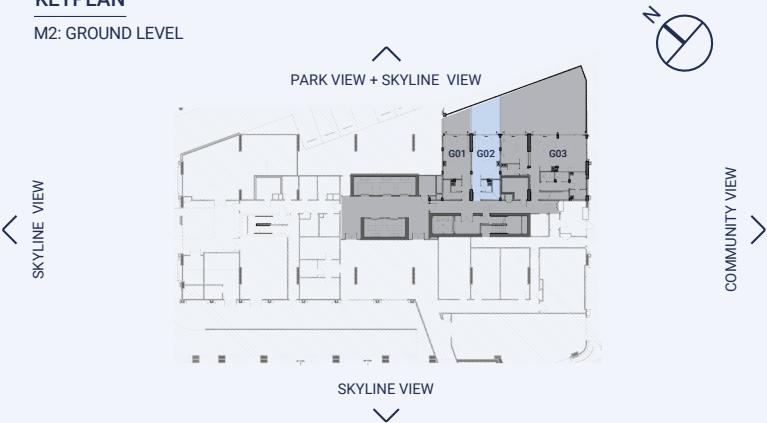 KEYPLAN
M2: GROUND LEVEL
N
PARK VIEW + SKYLINE VIEW
G01
G02
G03
SKYLINE VIEW
COMMUNITY VIEW
SKYLINE VIEW